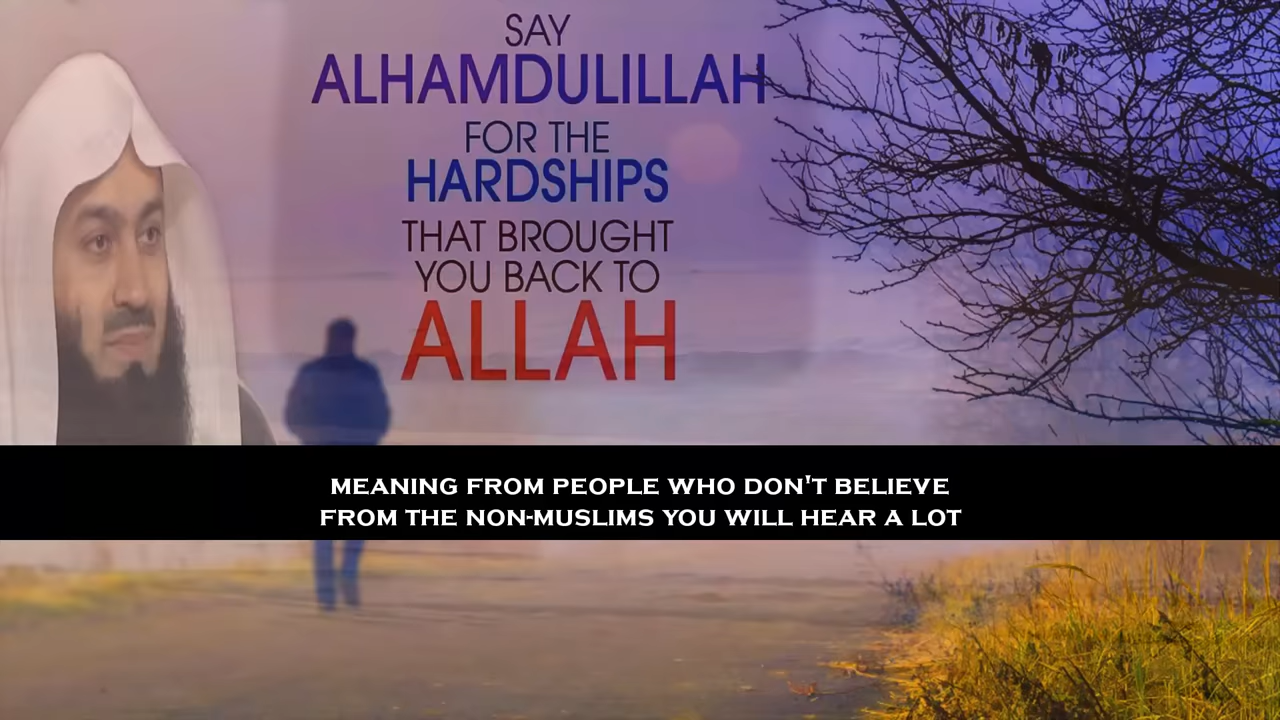 SAY
ALHAMDULILLAH
FOR THE
HARDSHIPS
THAT BROUGHT
YOU BACK TO
ALLAH
MEANING FROM PEOPLE WHO DON'T BELIEVE
FROM THE NON-MUSLIMS YOU WILL HEAR A LOT